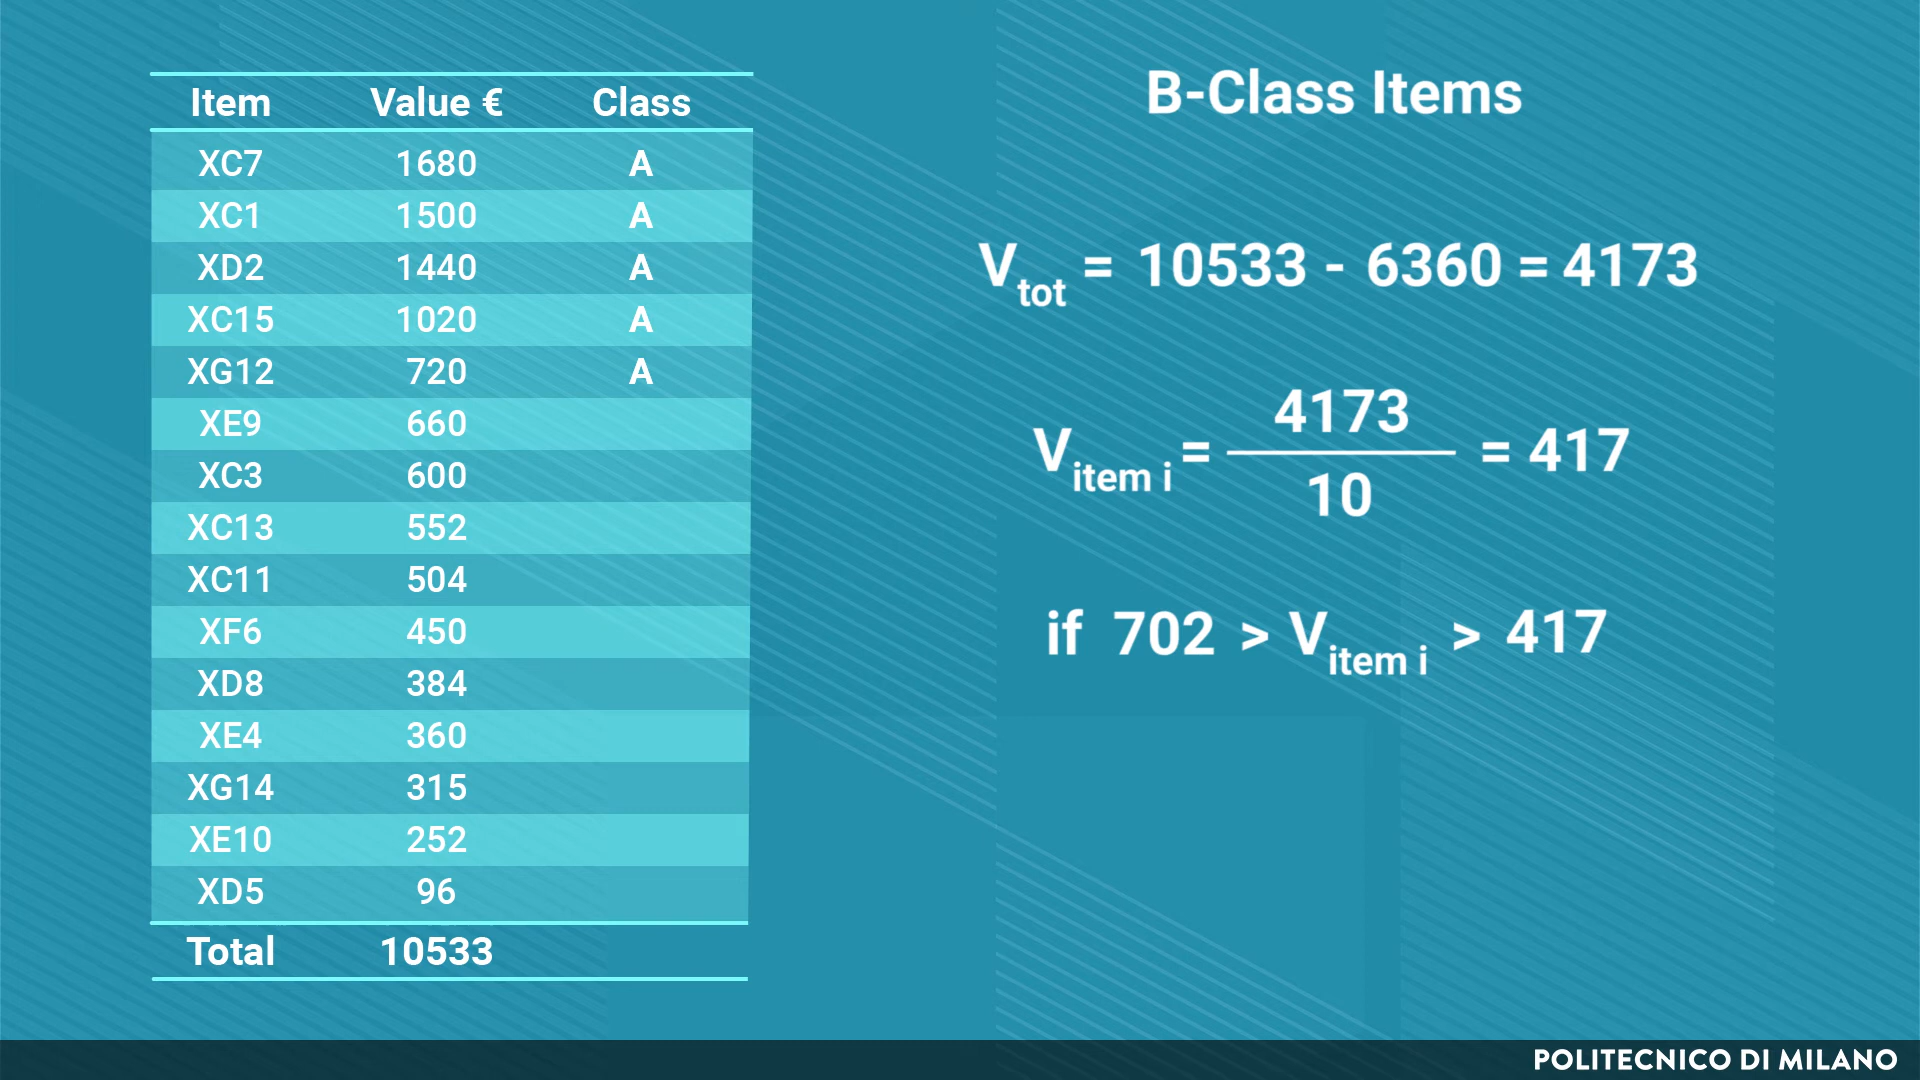 Item Value € Class
XC7 1680 A
XC1 1500 A
XD2 1440 A
XC15 1020 A
XG12 720 A
XE9 660
XC3 600
XC13 552
XC11 504
XF6 450
XD8 384
XE4 360
XG14 315
XE10 252
XD5 96
Total 10533
B-Class Items
Vtot = 10533 - 6360 = 4173
Vitem i = 4173 / 10 = 417
if 702 > Vitem i > 417
POLITECNICO DI MILANO